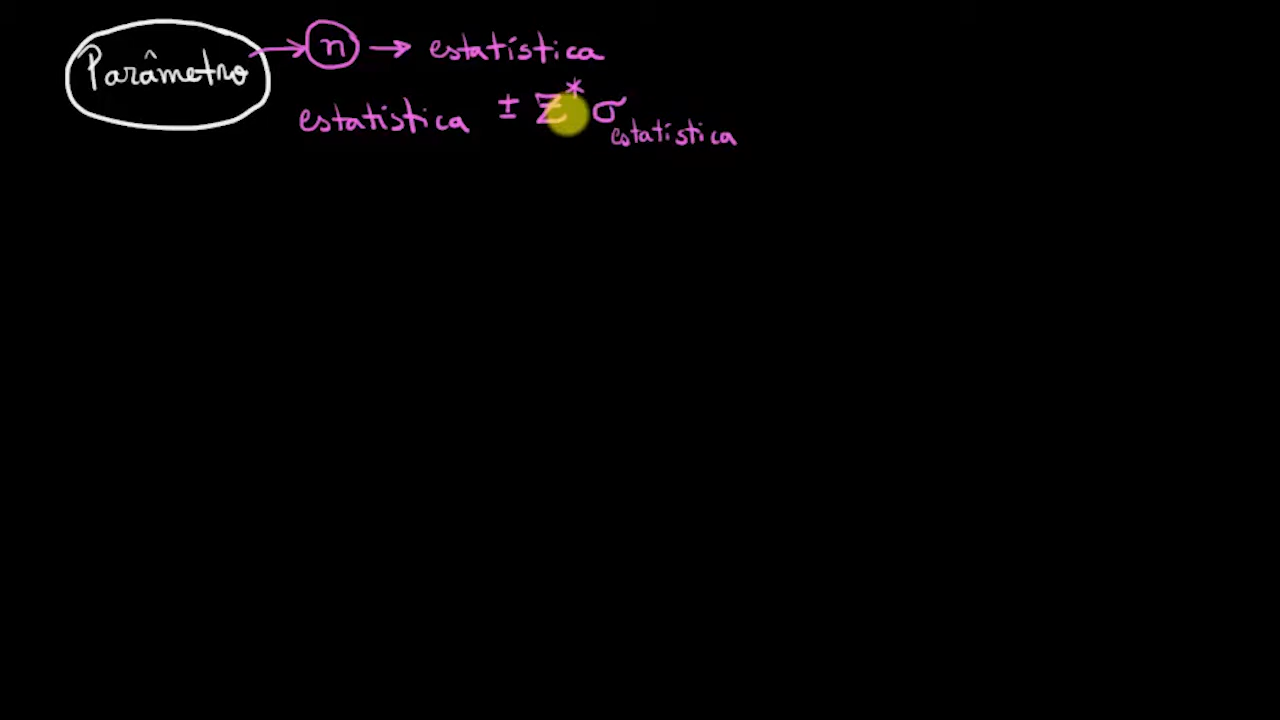 Parâmetro → n → estatística
estatística ± Z* σ estatística